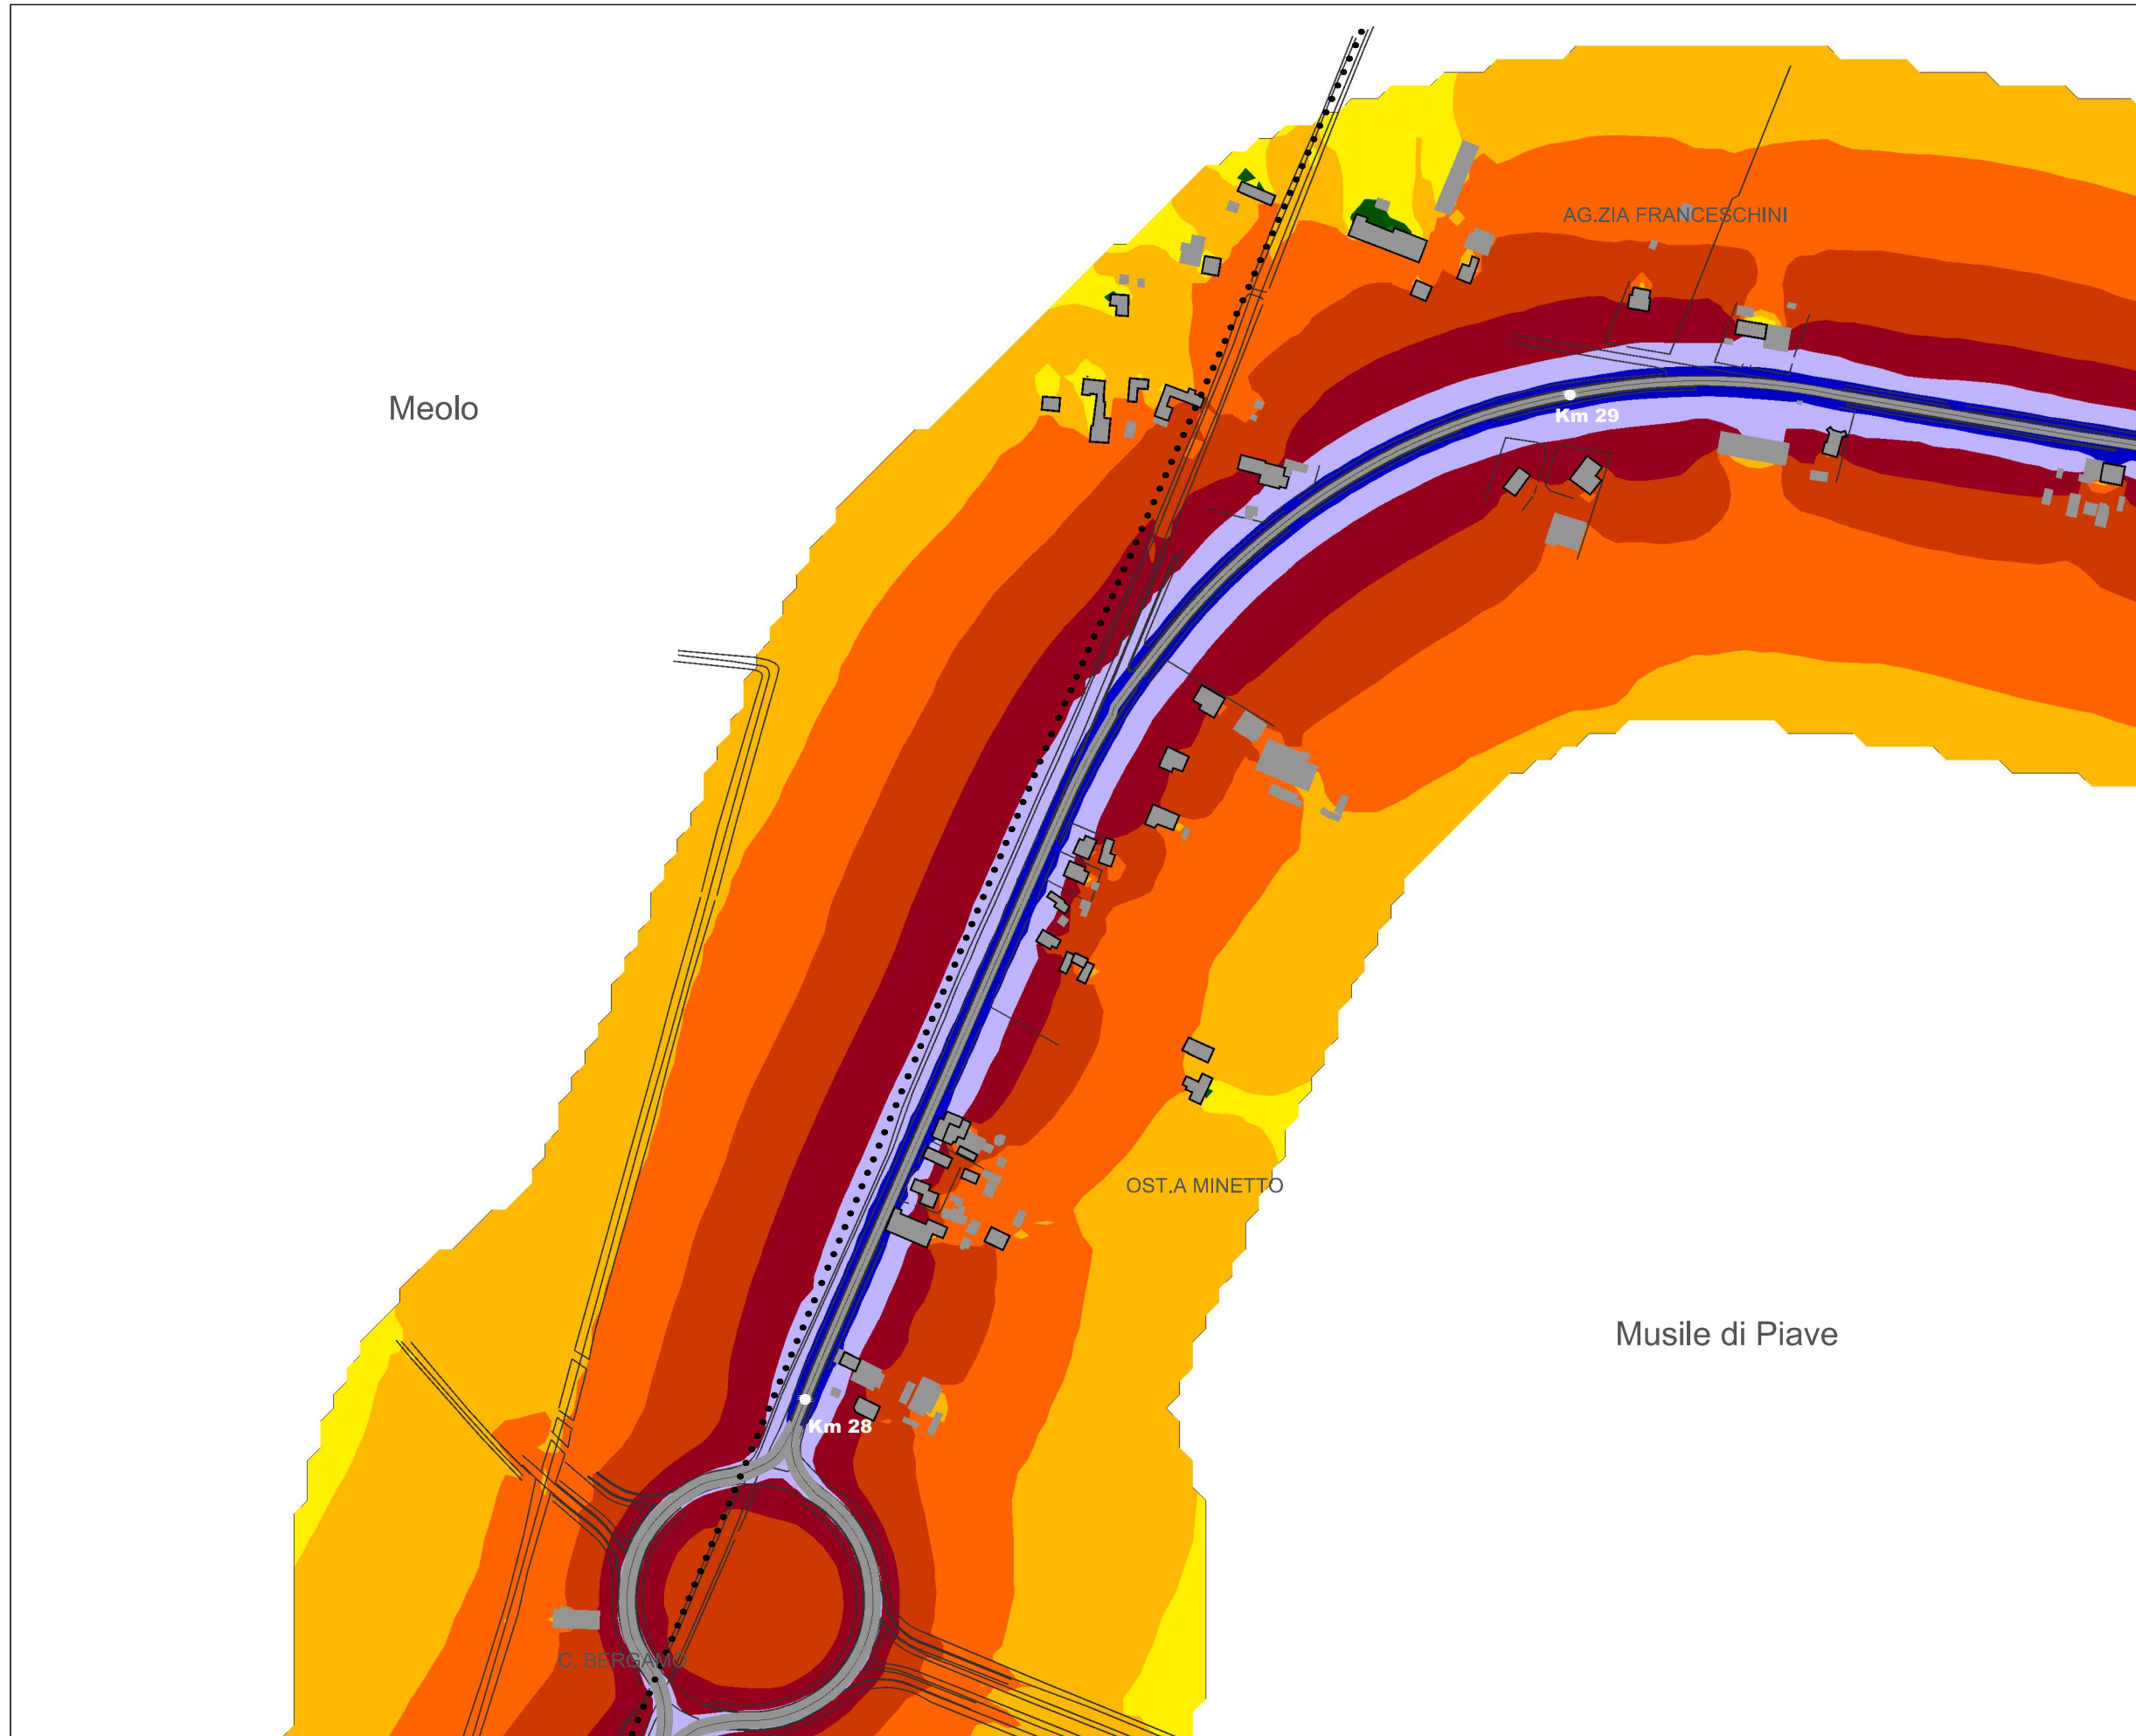 AG.ZIA FRANCESCHINI
Meolo
Km 29
OST.A MINETTO
Musile di Piave
Km 28
C. BERGAMO